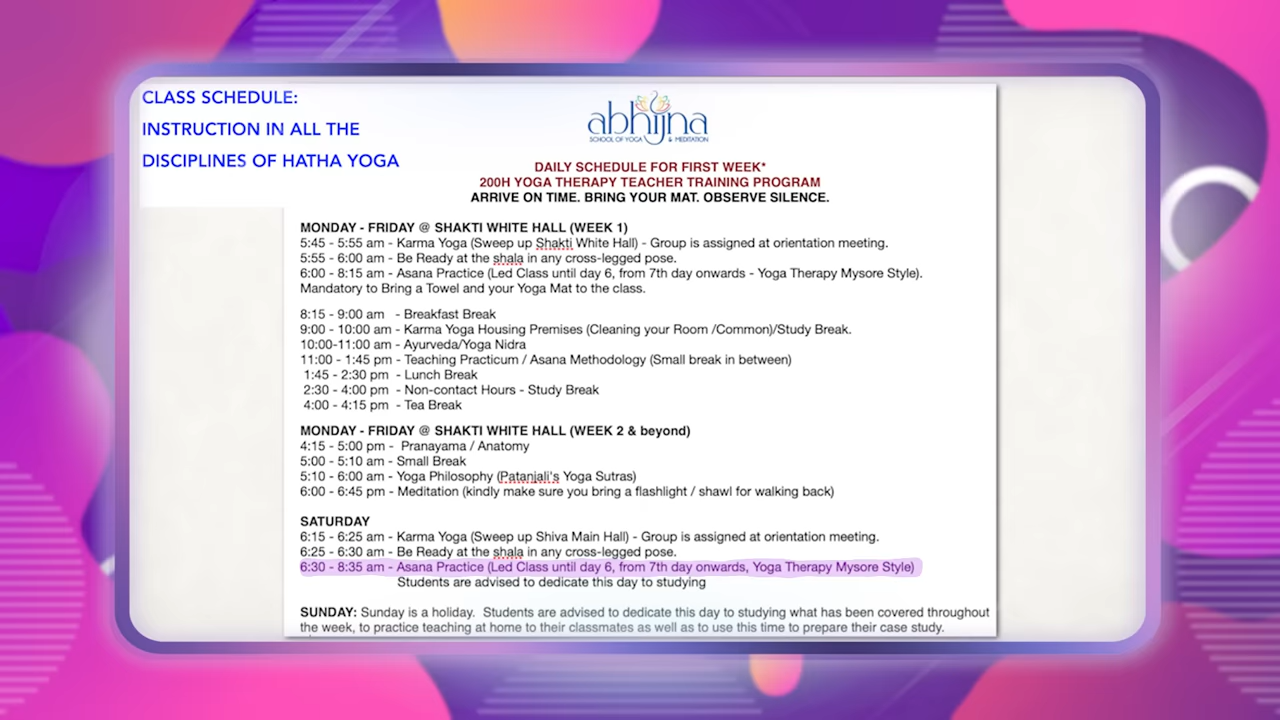 CLASS SCHEDULE:
INSTRUCTION IN ALL THE
DISCIPLINES OF HATHA YOGA
abhijna
SCHOOL OF YOGA & MEDITATION
DAILY SCHEDULE FOR FIRST WEEK*
200H YOGA THERAPY TEACHER TRAINING PROGRAM
ARRIVE ON TIME. BRING YOUR MAT. OBSERVE SILENCE.
MONDAY - FRIDAY @ SHAKTI WHITE HALL (WEEK 1)
5:45 - 5:55 am - Karma Yoga (Sweep up Shakti White Hall) - Group is assigned at orientation meeting.
5:55 - 6:00 am - Be Ready at the shala in any cross-legged pose.
6:00 - 8:15 am - Asana Practice (Led Class until day 6, from 7th day onwards - Yoga Therapy Mysore Style).
Mandatory to Bring a Towel and your Yoga Mat to the class.
8:15 - 9:00 am - Breakfast Break
9:00 - 10:00 am - Karma Yoga Housing Premises (Cleaning your Room /Common)/Study Break.
10:00-11:00 am - Ayurveda/Yoga Nidra
11:00 - 1:45 pm - Teaching Practicum / Asana Methodology (Small break in between)
1:45 - 2:30 pm - Lunch Break
2:30 - 4:00 pm - Non-contact Hours - Study Break
4:00 - 4:15 pm - Tea Break
MONDAY - FRIDAY @ SHAKTI WHITE HALL (WEEK 2 & beyond)
4:15 - 5:00 pm - Pranayama / Anatomy
5:00 - 5:10 am - Small Break
5:10 - 6:00 am - Yoga Philosophy (Patanjali's Yoga Sutras)
6:00 - 6:45 pm - Meditation (kindly make sure you bring a flashlight / shawl for walking back)
SATURDAY
6:15 - 6:25 am - Karma Yoga (Sweep up Shiva Main Hall) - Group is assigned at orientation meeting.
6:25 - 6:30 am - Be Ready at the shala in any cross-legged pose.
6:30 - 8:35 am - Asana Practice (Led Class until day 6, from 7th day onwards, Yoga Therapy Mysore Style)
Students are advised to dedicate this day to studying
SUNDAY: Sunday is a holiday. Students are advised to dedicate this day to studying what has been covered throughout
the week, to practice teaching at home to their classmates as well as to use this time to prepare their case study.